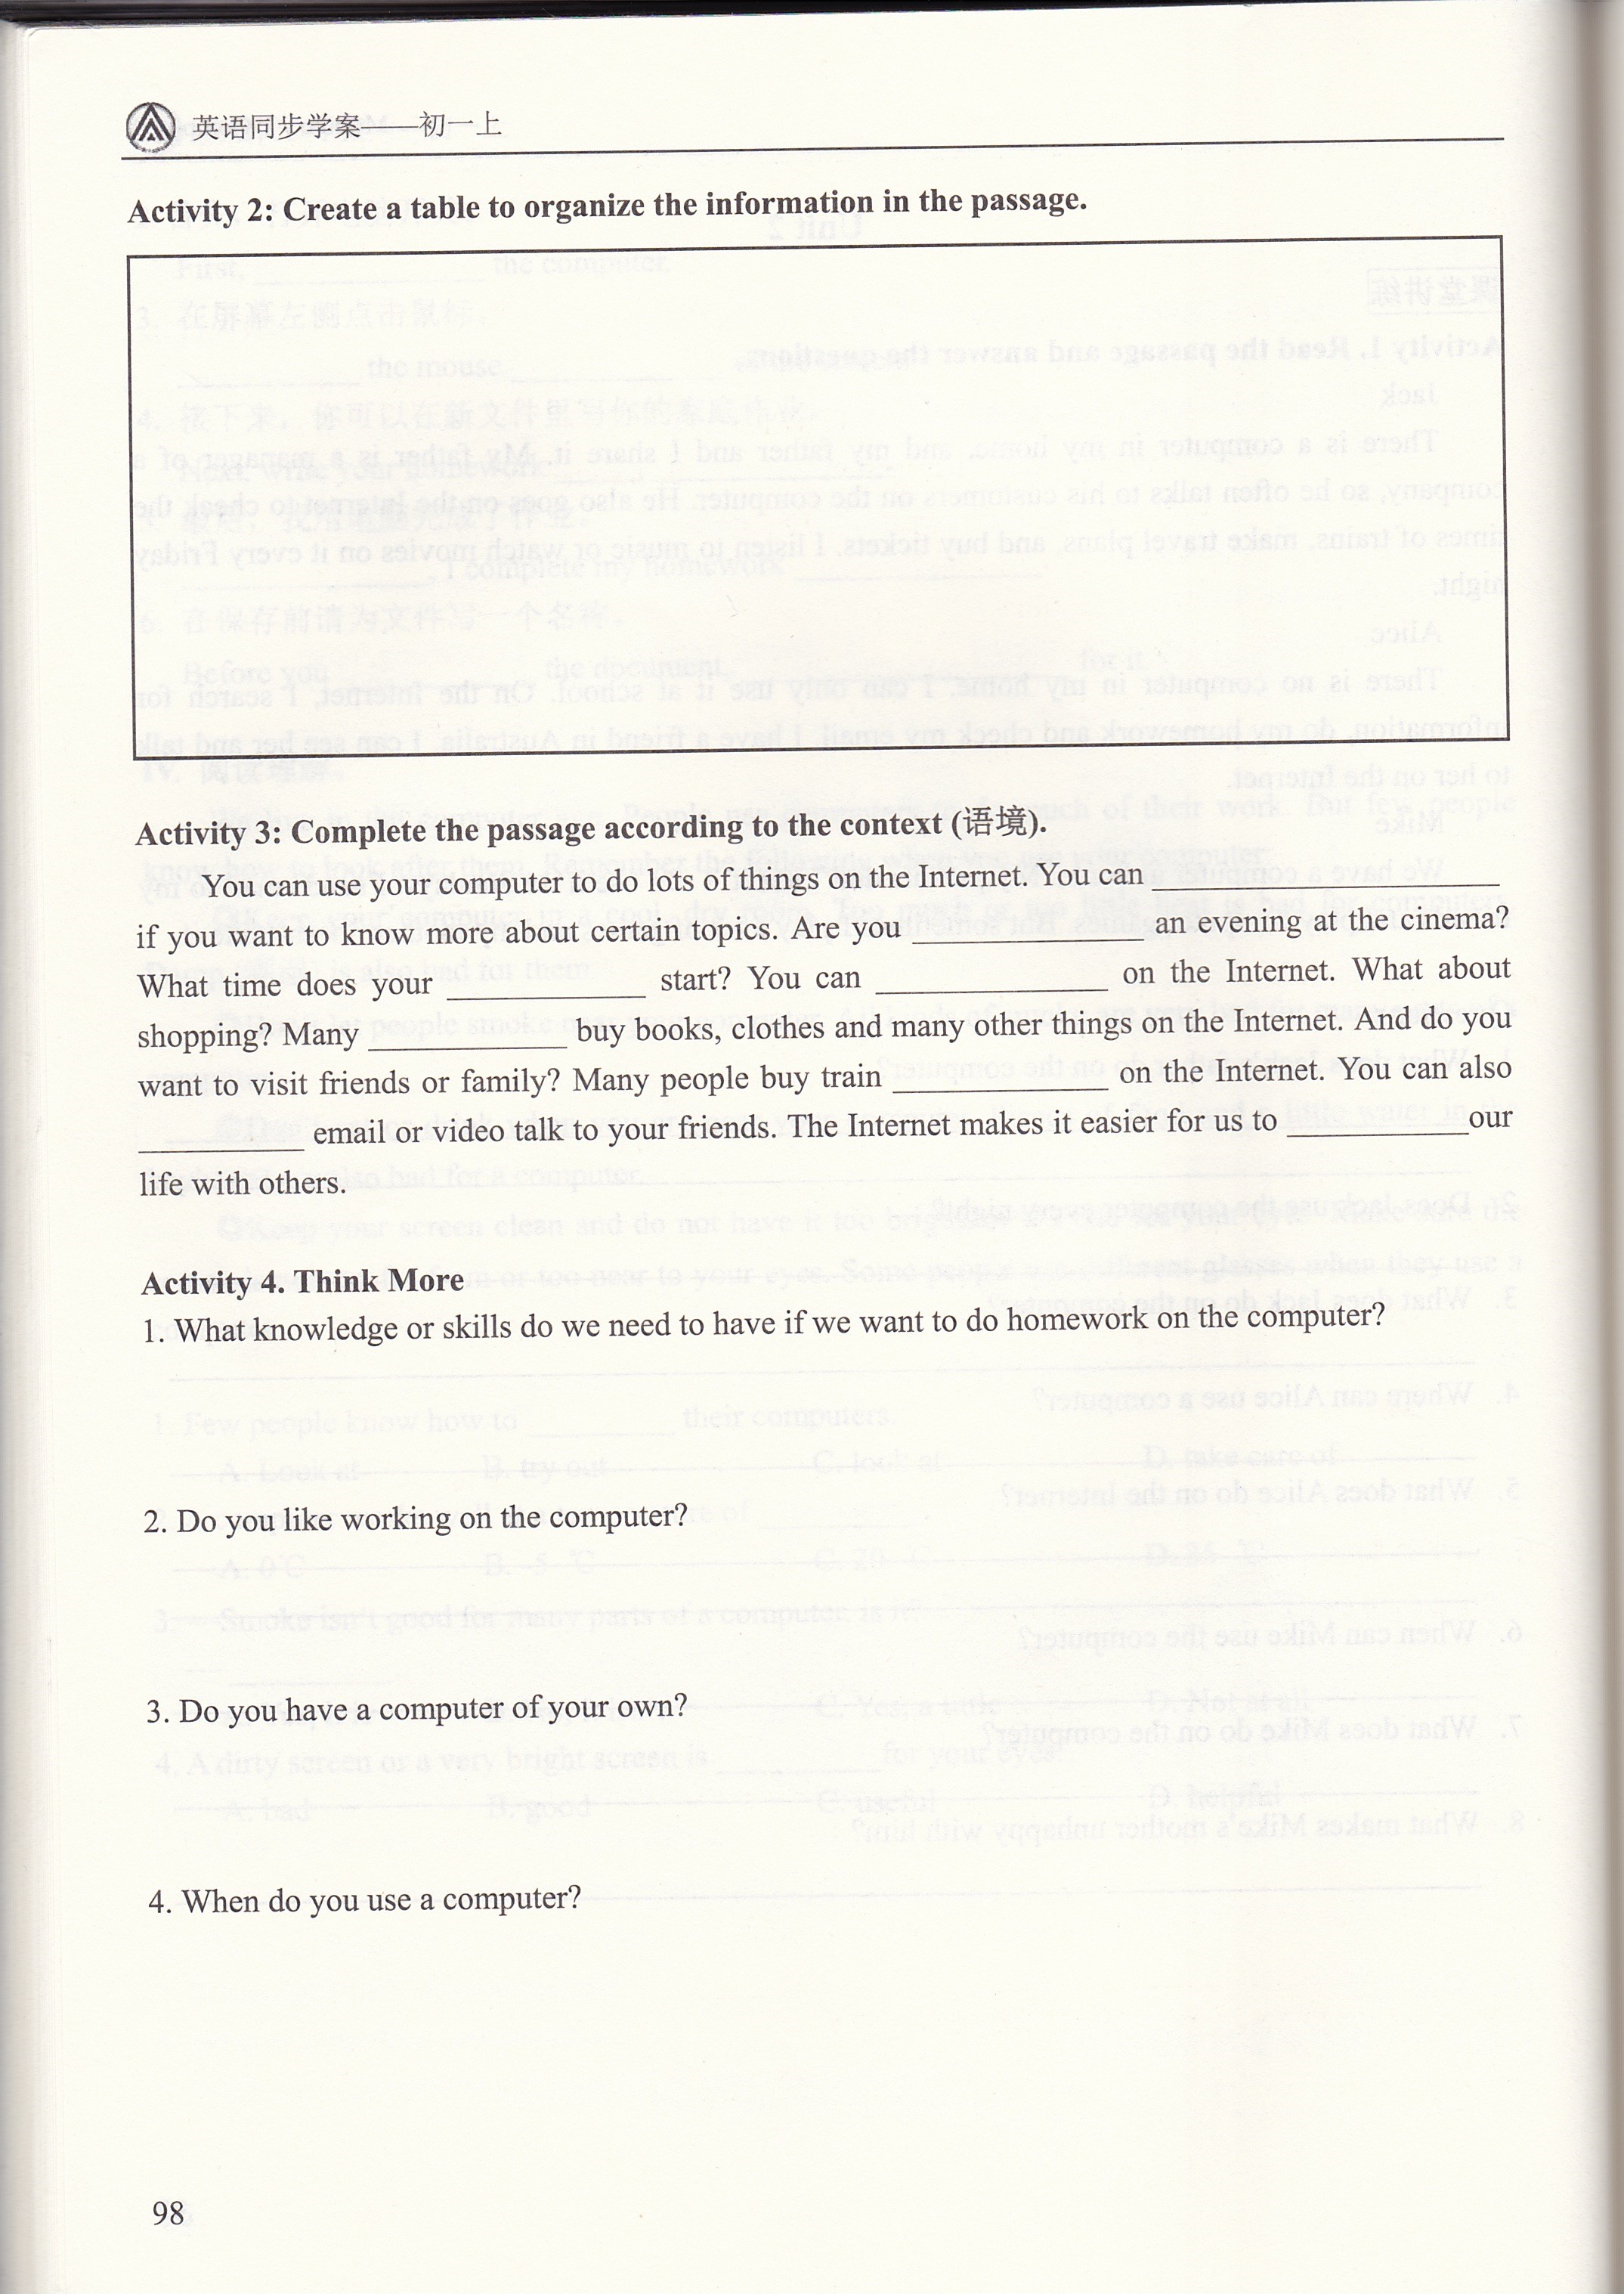 英语同步学案——初一上
Activity 2: Create a table to organize the information in the passage.
Activity 3: Complete the passage according to the context (语境).
You can use your computer to do lots of things on the Internet. You can ____________________
if you want to know more about certain topics. Are you ______________ an evening at the cinema?
What time does your ____________ start? You can ______________ on the Internet. What about
shopping? Many ____________ buy books, clothes and many other things on the Internet. And do you
want to visit friends or family? Many people buy train _____________ on the Internet. You can also
__________ email or video talk to your friends. The Internet makes it easier for us to ___________our
life with others.
Activity 4. Think More
1. What knowledge or skills do we need to have if we want to do homework on the computer?
2. Do you like working on the computer?
3. Do you have a computer of your own?
4. When do you use a computer?
98